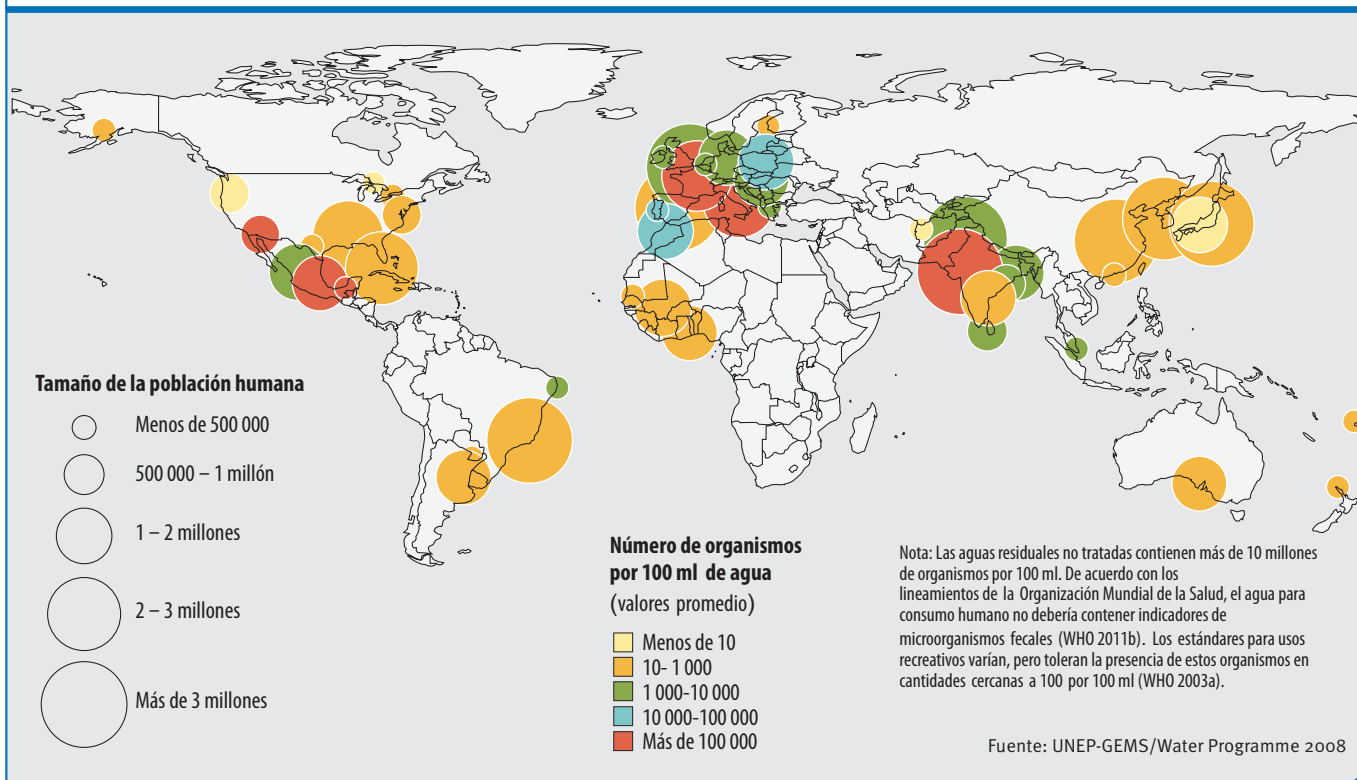 Tamaño de la población humana
Menos de 500 000
500 000 – 1 millón
1 – 2 millones
2 – 3 millones
Más de 3 millones
Número de organismos
por 100 ml de agua
(valores promedio)
Menos de 10
10- 1 000
1 000-10 000
10 000-100 000
Más de 100 000
Nota: Las aguas residuales no tratadas contienen más de 10 millones
de organismos por 100 ml. De acuerdo con los
lineamientos de la Organización Mundial de la Salud, el agua para
consumo humano no debería contener indicadores de
microorganismos fecales (WHO 2011b). Los estándares para usos
recreativos varían, pero toleran la presencia de estos organismos en
cantidades cercanas a 100 por 100 ml (WHO 2003a).
Fuente: UNEP-GEMS/Water Programme 2008